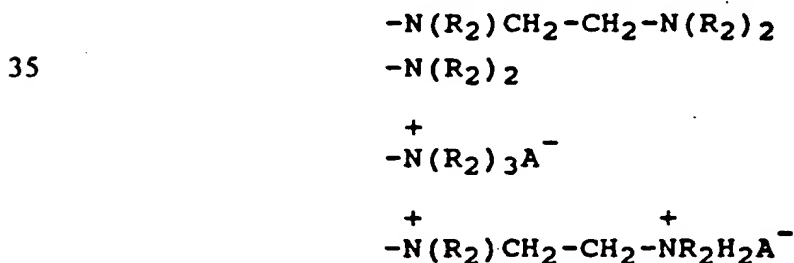 -N(R2)CH2-CH2-N(R2)2
35 -N(R2)2
+
-N(R2)3A-
+ +
-N(R2)CH2-CH2-NR2H2A-